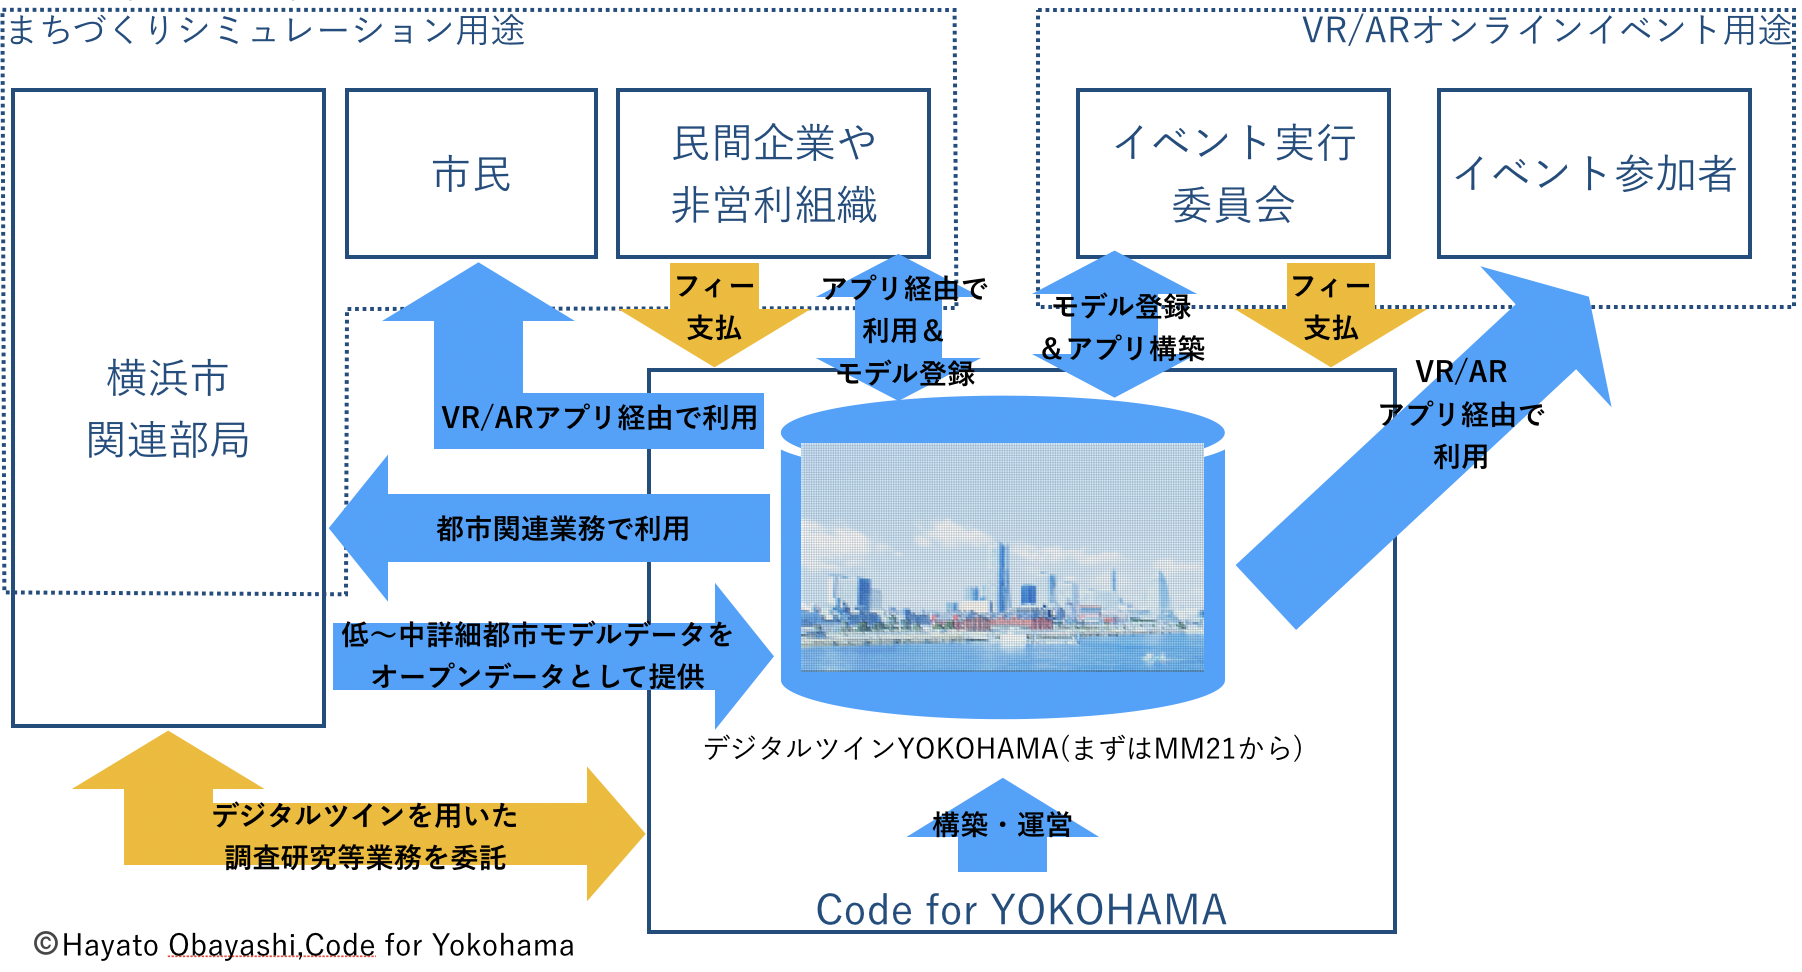 まちづくりシミュレーション用途
VR/ARオンラインイベント用途
横浜市
関連部局
市民
民間企業や
非営利組織
イベント実行
委員会
イベント参加者
フィー
支払
アプリ経由で
利用＆
モデル登録
モデル登録
＆アプリ構築
フィー
支払
VR/AR
アプリ経由で
利用
VR/ARアプリ経由で利用
都市関連業務で利用
低～中詳細都市モデルデータを
オープンデータとして提供
デジタルツインYOKOHAMA(まずはMM21から)
構築・運営
デジタルツインを用いた
調査研究等業務を委託
Code for YOKOHAMA
©Hayato Obayashi,Code for Yokohama